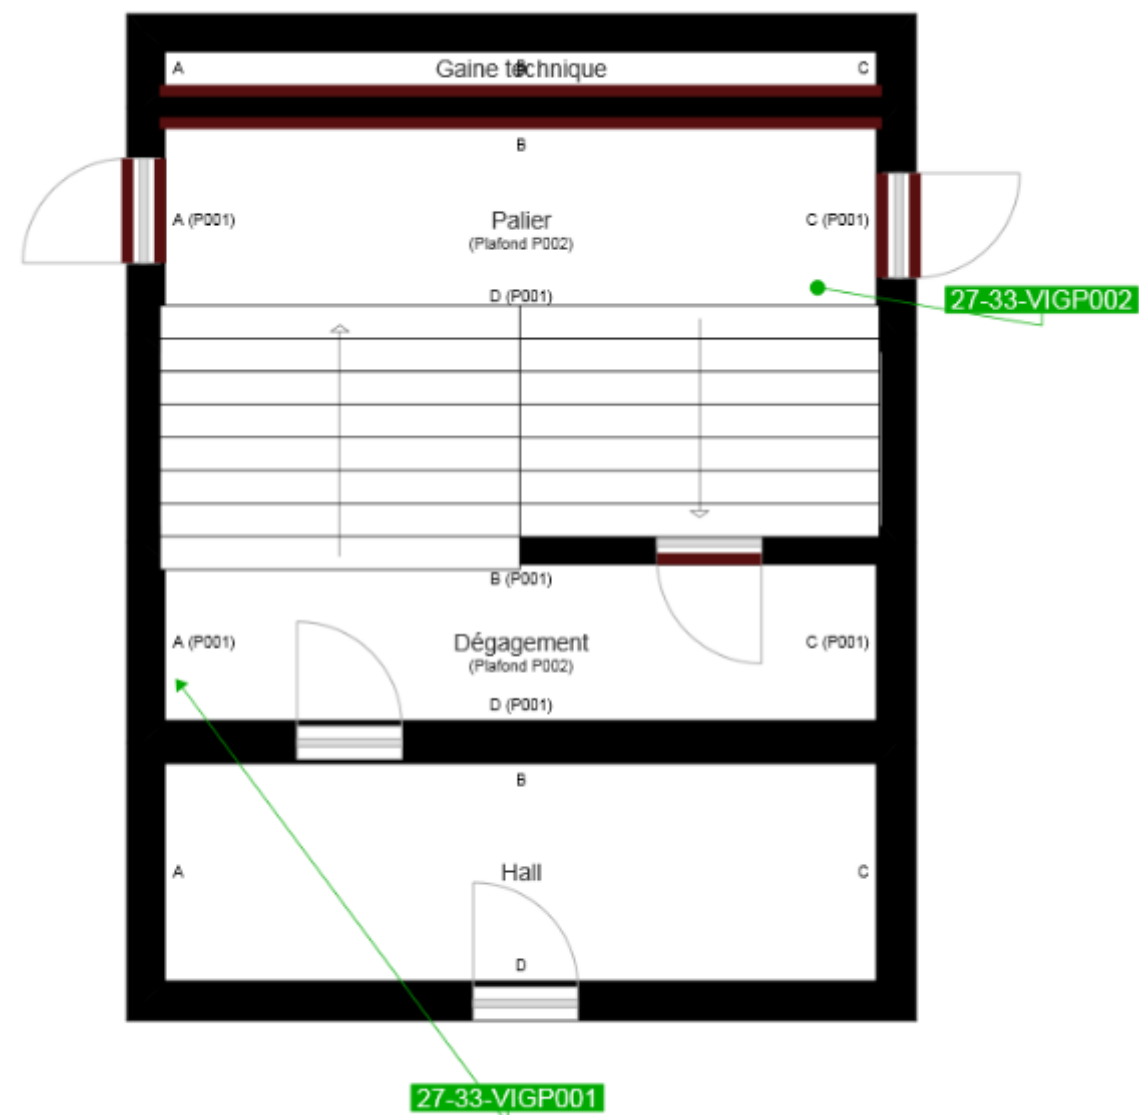 A Gaine technique B C
B
A (P001) Palier C (P001)
(Plafond P002)
D (P001)
27-33-VIGP002
B (P001)
A (P001) Dégagement C (P001)
(Plafond P002)
D (P001)
B
A Hall C
D
27-33-VIGP001